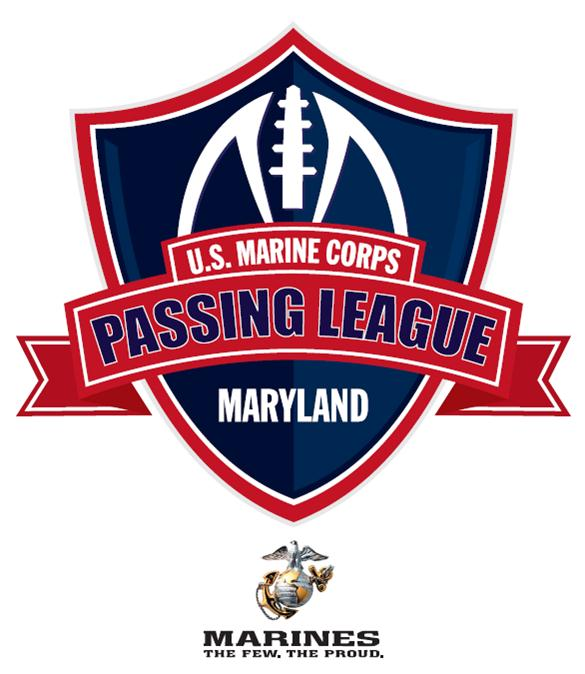 U.S. MARINE CORPS
PASSING LEAGUE
MARYLAND
MARINES
THE FEW. THE PROUD.